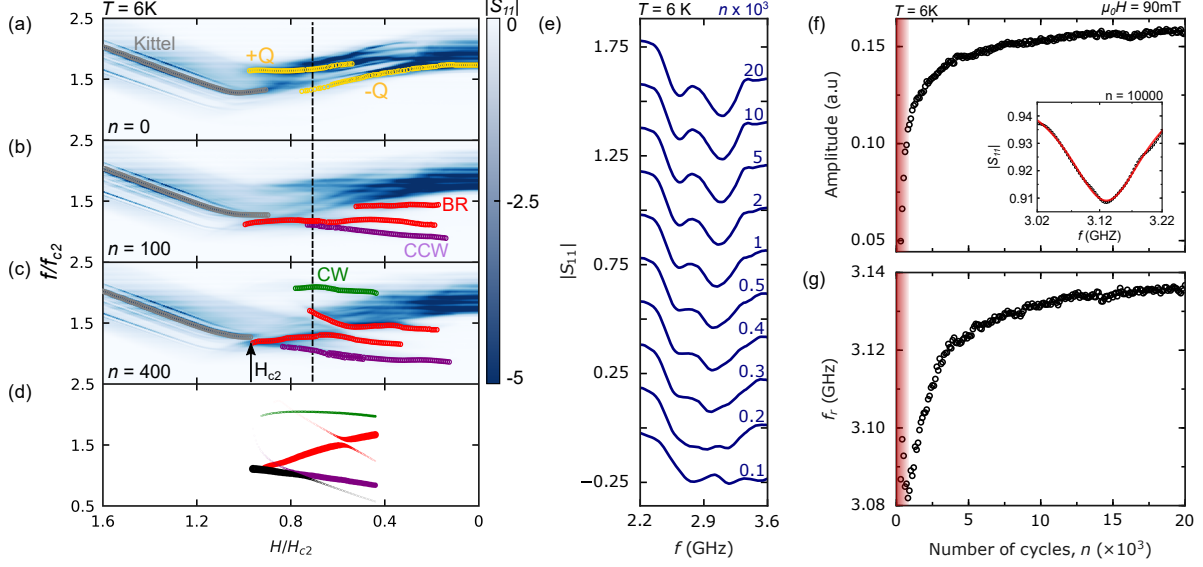 T = 6K
|S11|
(a)
2.5
Kittel
+Q
-Q
1.5
n = 0
0
(b)
2.5
BR
1.5
CCW
n = 100
-2.5
f/fc2
(c)
2.5
CW
1.5
n = 400
Hc2
-5
(d)
2.5
1.5
0.5
1.6
1.2
0.8
0.4
0
H/Hc2
(e)
T = 6 K
n x 10³
1.75
1.25
0.75
0.25
−0.25
|S11|
20
10
5
2
1
0.5
0.4
0.3
0.2
0.1
2.2
2.9
3.6
f (GHz)
(f)
T = 6K
μ0H = 90mT
0.15
0.10
0.05
Amplitude (a.u)
n = 10000
0.94
0.93
0.92
0.91
|S11|
3.02
3.12
3.22
f (GHz)
(g)
3.14
3.12
3.10
3.08
fr (GHz)
0
5
10
15
20
Number of cycles, n (×10³)